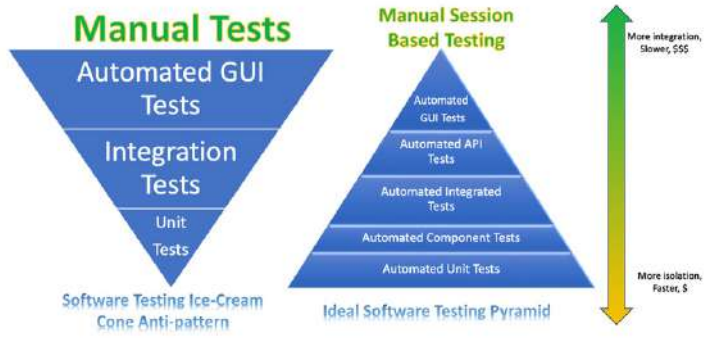 Manual Tests
Automated GUI
Tests
Integration
Tests
Unit
Tests
Software Testing Ice-Cream
Cone Anti-pattern
Manual Session
Based Testing
Automated
GUI Tests
Automated API
Tests
Automated Integrated
Tests
Automated Component Tests
Automated Unit Tests
Ideal Software Testing Pyramid
More integration,
Slower, $$$
More isolation,
Faster, $